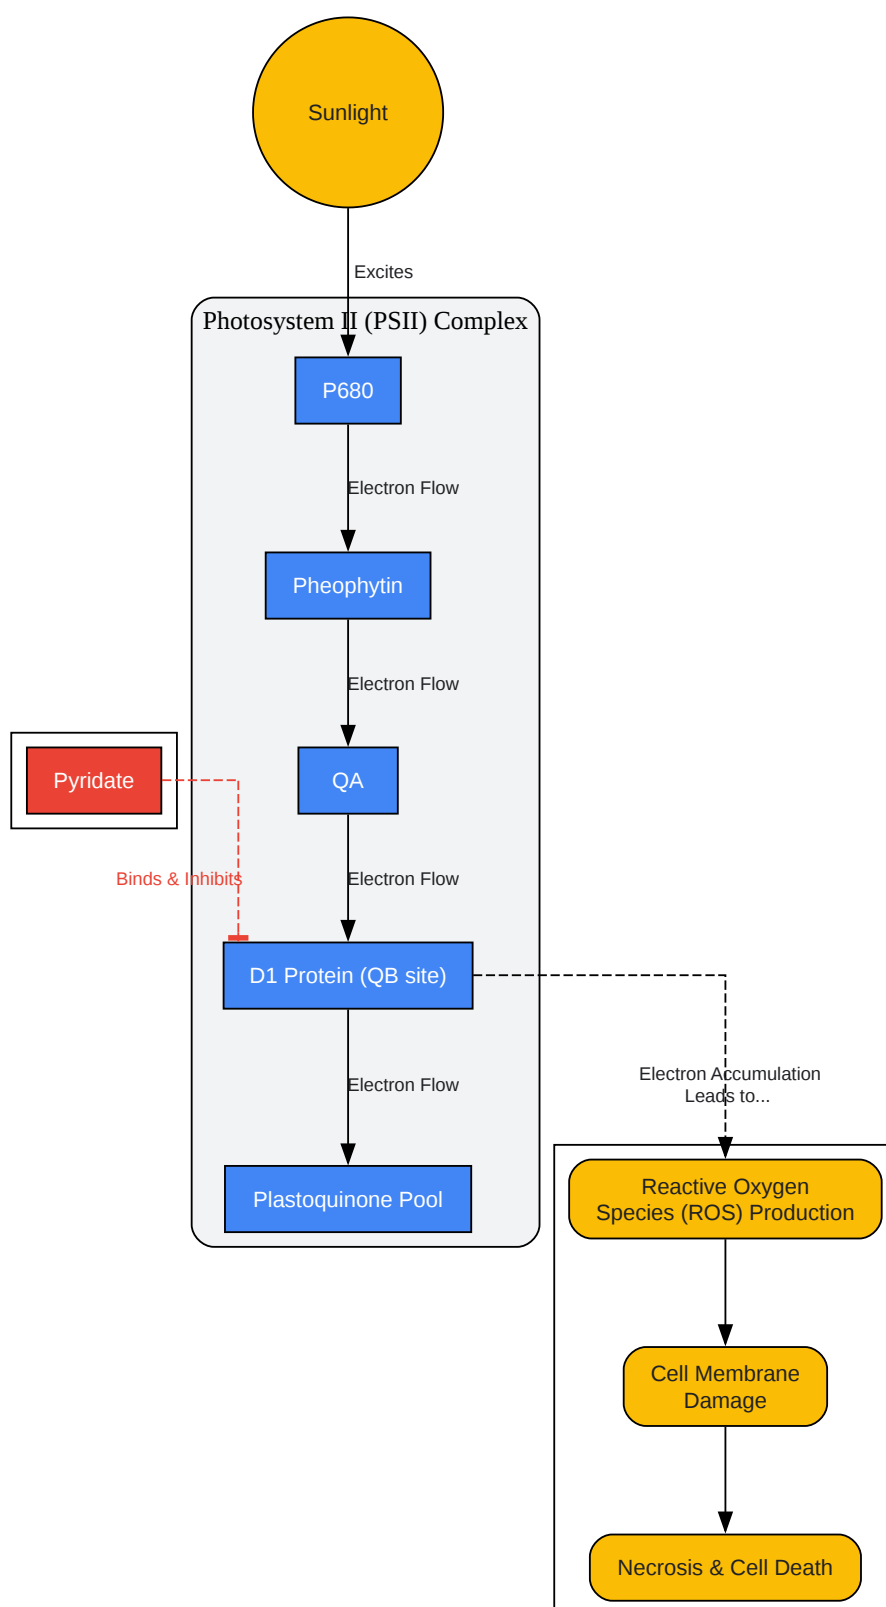 Sunlight
Excites
Photosystem II (PSII) Complex
P680
Electron Flow
Pheophytin
Electron Flow
Pyridate
QA
Binds & Inhibits
Electron Flow
D1 Protein (QB site)
Electron Accumulation
Leads to...
Electron Flow
Plastoquinone Pool
Reactive Oxygen
Species (ROS) Production
Cell Membrane
Damage
Necrosis & Cell Death